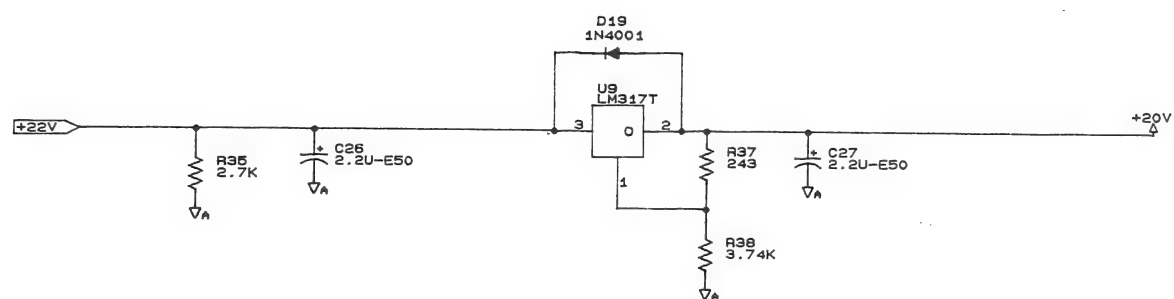 D19
1N4001
U9
LM317T
+22V
3
O
2
+20V
R35
2.7K
C26
+
2.2U-E50
R37
243
C27
+
2.2U-E50
A
A
1
A
R38
3.74K
A